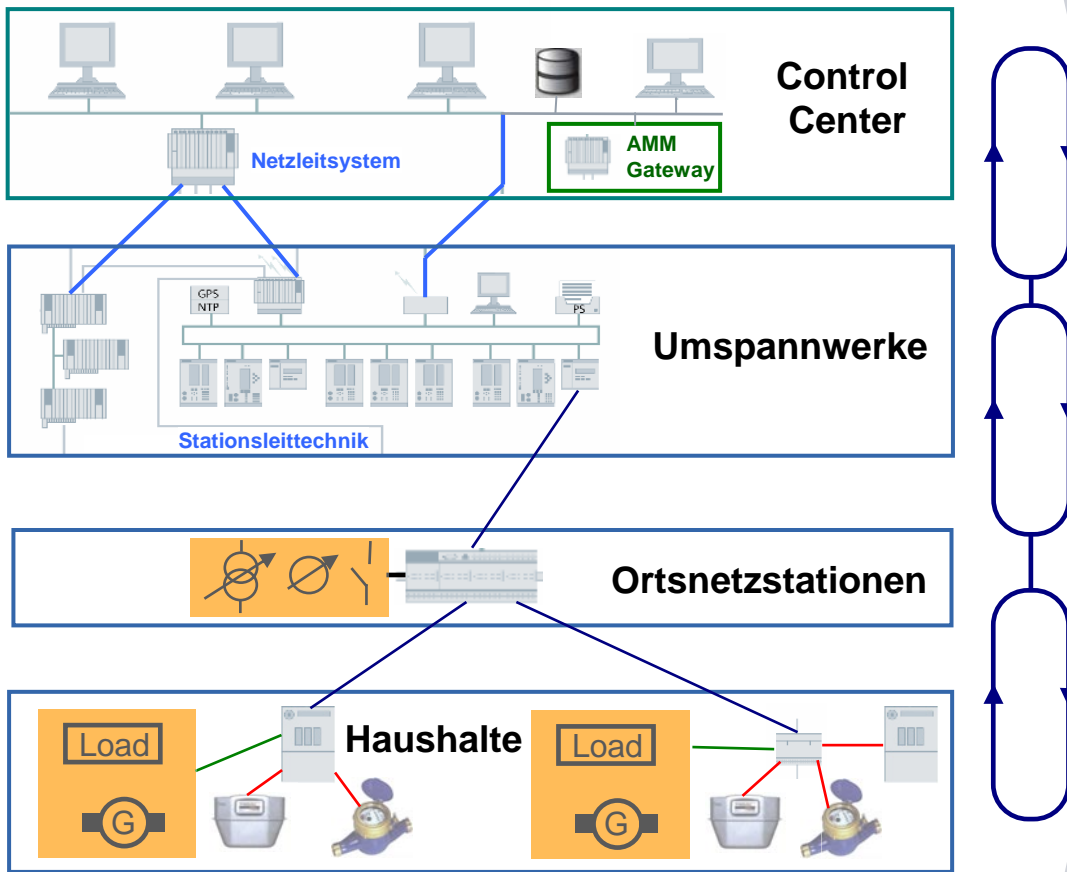 Control
Center
Netzleitsystem
AMM
Gateway
GPS
NTP
PS
Umspannwerke
Stationsleittechnik
Ortsnetzstationen
Load
Haushalte
Load
G
G